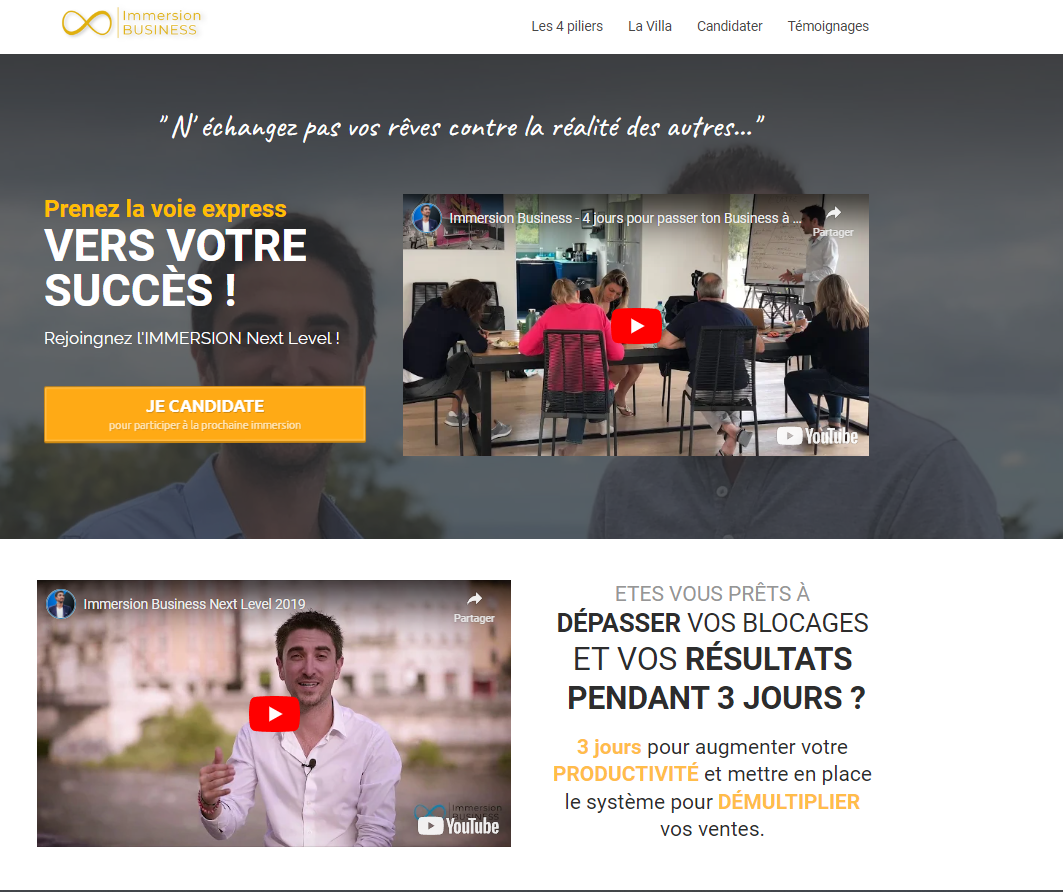 Immersion
BUSINESS
Les 4 piliers La Villa Candidater Témoignages
" N' échangez pas vos rêves contre la réalité des autres..."
Prenez la voie express
VERS VOTRE
SUCCÈS !
Rejoingnez l'IMMERSION Next Level !
JE CANDIDATE
pour participer à la prochaine immersion
Immersion Business - 4 jours pour passer ton Business à ...
Partager
YouTube
Immersion Business Next Level 2019
Partager
Immersion
BUSINESS
YouTube
ETES VOUS PRÊTS À
DÉPASSER VOS BLOCAGES
ET VOS RÉSULTATS
PENDANT 3 JOURS ?
3 jours pour augmenter votre
PRODUCTIVITÉ et mettre en place
le système pour DÉMULTIPLIER
vos ventes.